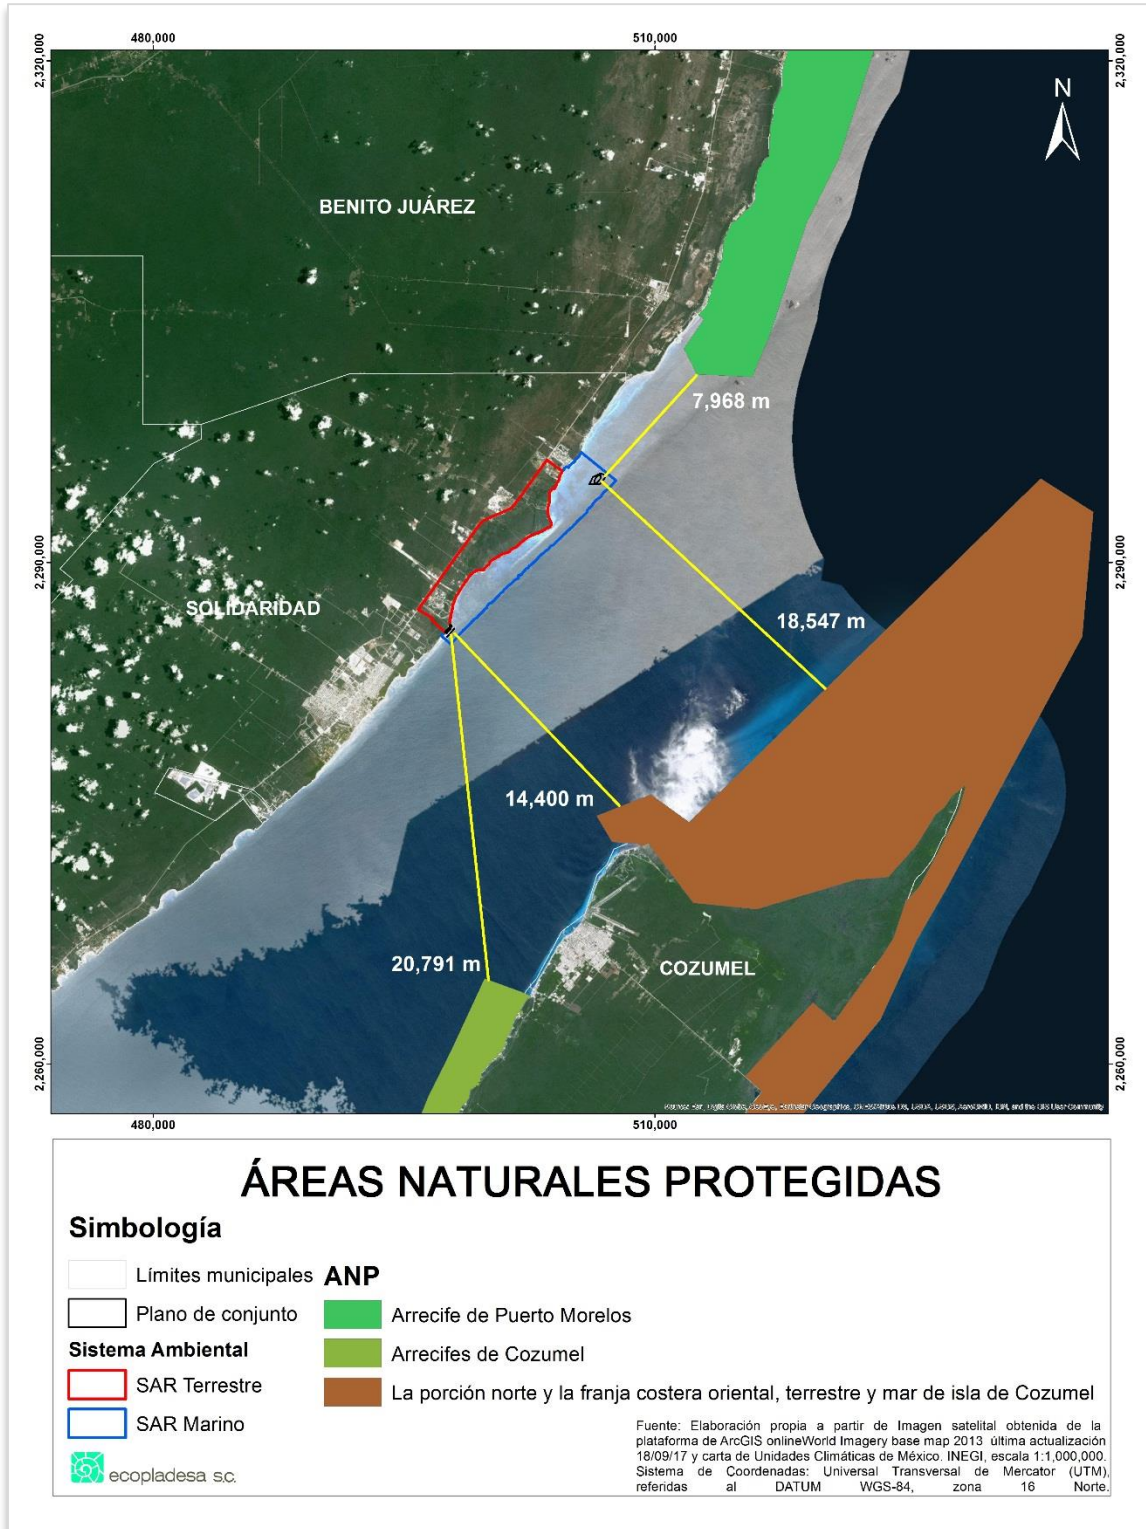 480,000
510,000
2,320,000
2,320,000
N
BENITO JUÁREZ
7,968 m
2,290,000
2,290,000
SOLIDARIDAD
18,547 m
14,400 m
20,791 m
COZUMEL
2,260,000
2,260,000
480,000
510,000
ÁREAS NATURALES PROTEGIDAS
Simbología
Límites municipales
Plano de conjunto
Sistema Ambiental
SAR Terrestre
SAR Marino
ANP
Arrecife de Puerto Morelos
Arrecifes de Cozumel
La porción norte y la franja costera oriental, terrestre y mar de isla de Cozumel
ecopladesa s.c.
Fuente: Elaboración propia a partir de Imagen satelital obtenida de la
plataforma de ArcGIS onlineWorld Imagery base map 2013 última actualización
18/09/17 y carta de Unidades Climáticas de México. INEGI, escala 1:1,000,000.
Sistema de Coordenadas: Universal Transversal de Mercator (UTM),
referidas al DATUM WGS-84, zona 16 Norte.